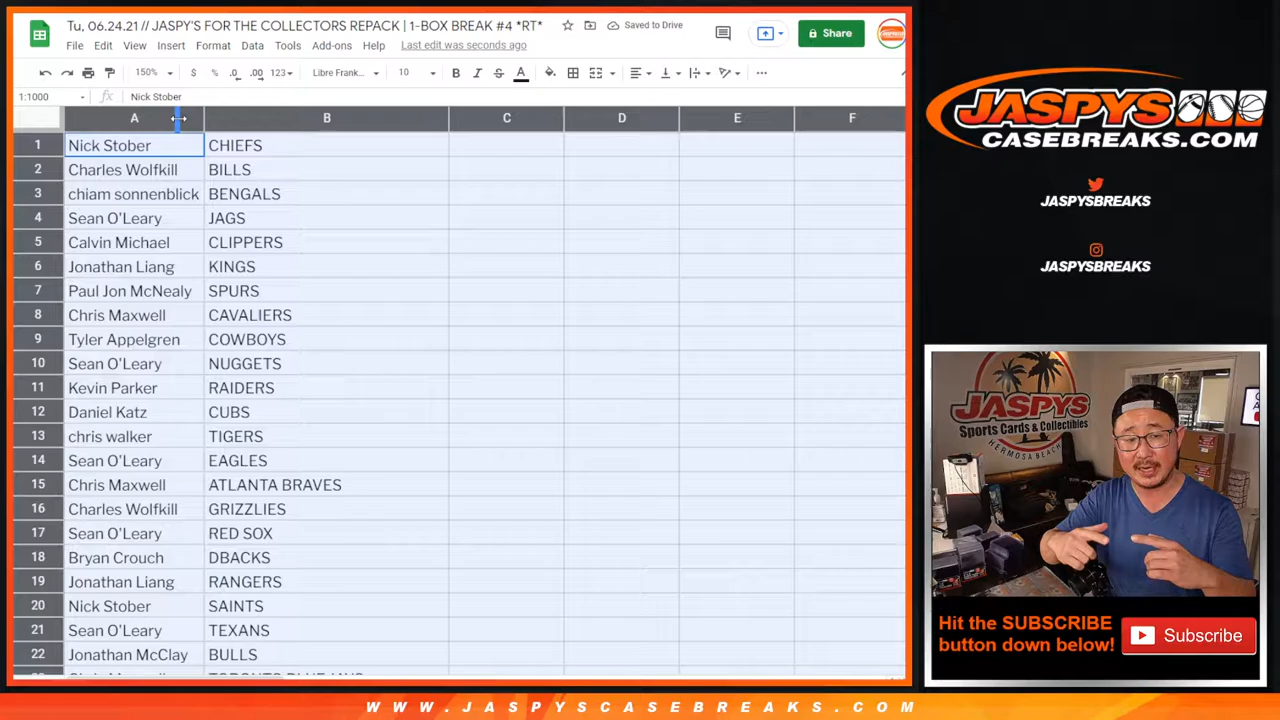 Tu, 06.24.21 // JASPY'S FOR THE COLLECTORS REPACK | 1-BOX BREAK #4 *RT*
Saved to Drive
File Edit View Insert Format Data Tools Add-ons Help Last edit was seconds ago
Share
150% $ % .0 .00 123 Libre Frank... 10 B I S A
1:1000 fx Nick Stober
A B C D E F
1 Nick Stober CHIEFS
2 Charles Wolfkill BILLS
3 chiam sonnenblick BENGALS
4 Sean O'Leary JAGS
5 Calvin Michael CLIPPERS
6 Jonathan Liang KINGS
7 Paul Jon McNealy SPURS
8 Chris Maxwell CAVALIERS
9 Tyler Appelgren COWBOYS
10 Sean O'Leary NUGGETS
11 Kevin Parker RAIDERS
12 Daniel Katz CUBS
13 chris walker TIGERS
14 Sean O'Leary EAGLES
15 Chris Maxwell ATLANTA BRAVES
16 Charles Wolfkill GRIZZLIES
17 Sean O'Leary RED SOX
18 Bryan Crouch DBACKS
19 Jonathan Liang RANGERS
20 Nick Stober SAINTS
21 Sean O'Leary TEXANS
22 Jonathan McClay BULLS
JASPYS
CASEBREAKS.COM
JASPYSBREAKS
JASPYSBREAKS
JASPYS
Sports Cards & Collectibles
HERMOSA BEACH
Hit the SUBSCRIBE
button down below!
Subscribe
WWW.JASPYSCASEBREAKS.COM